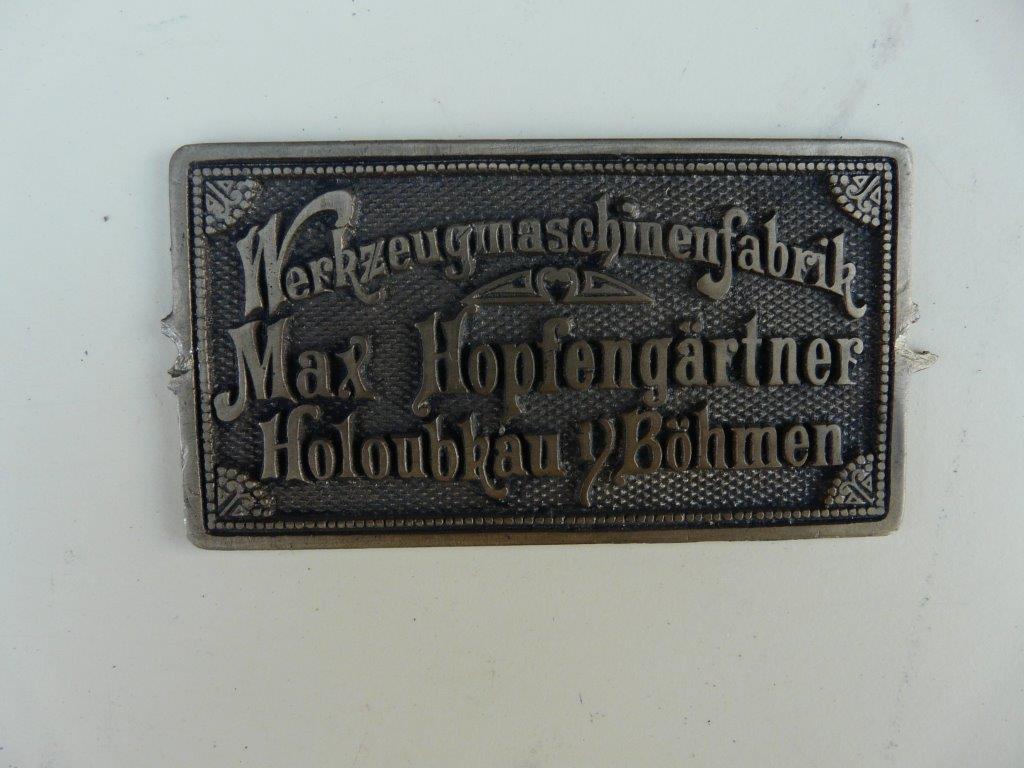 Werkzeugmaschinenfabrik
Max Hopfengärtner
Holoubkau i/Böhmen